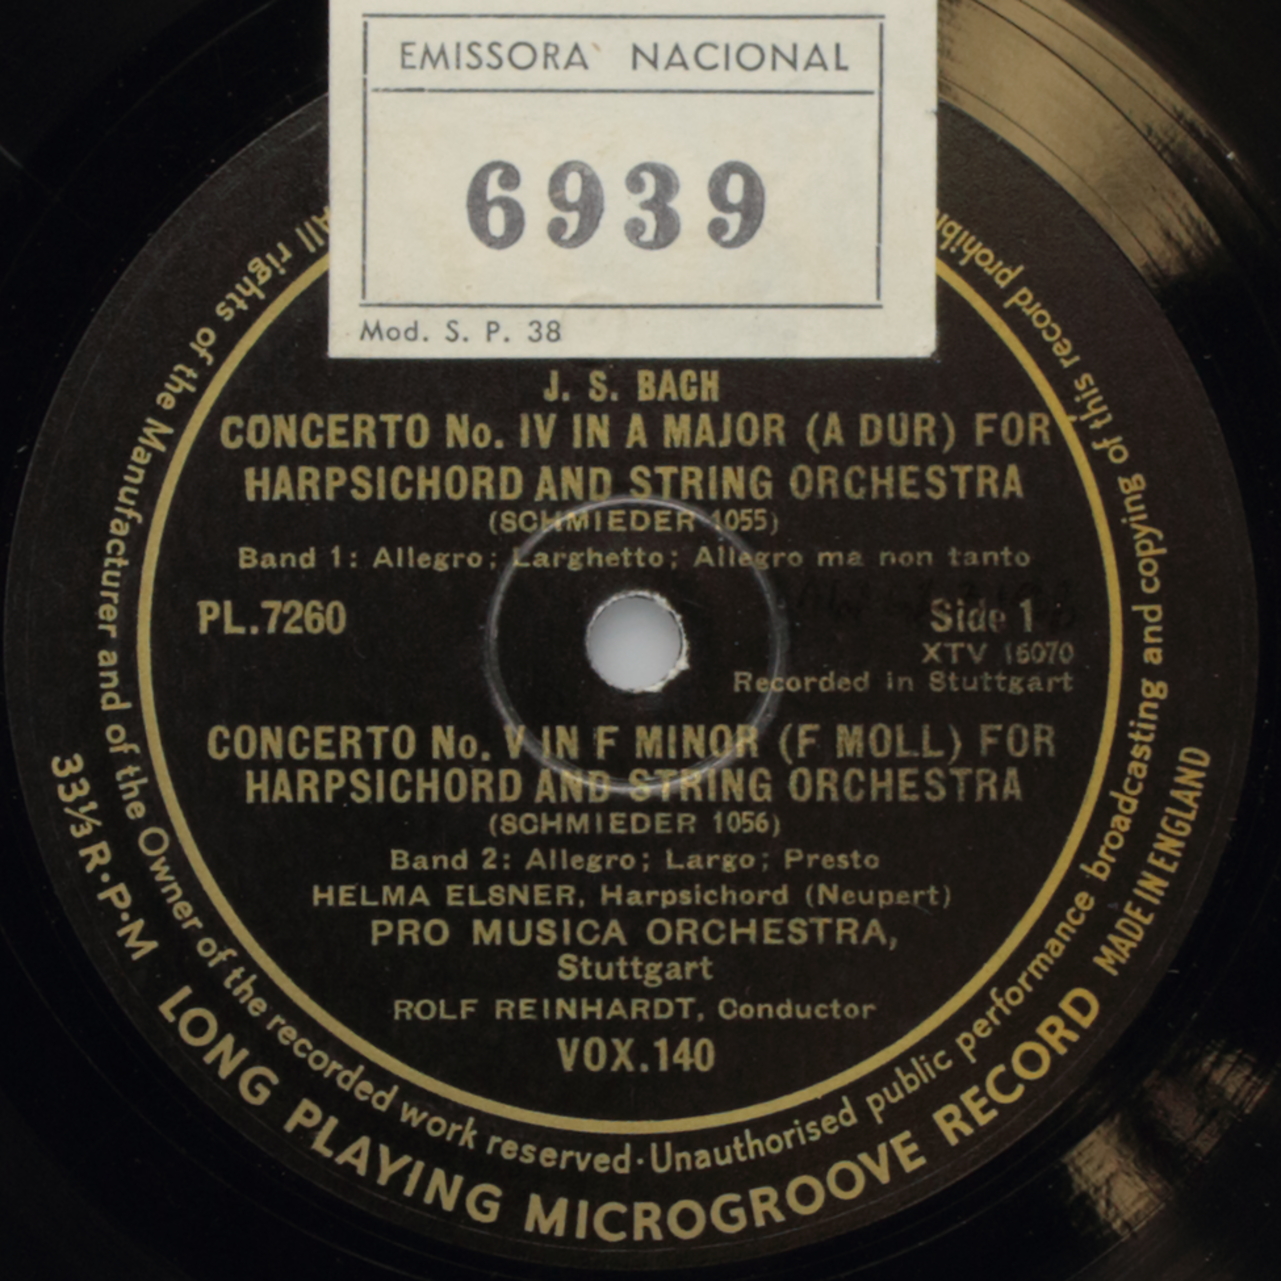 EMISSORA NACIONAL
6939
Mod. S. P. 38
J. S. BACH
CONCERTO No. IV IN A MAJOR (A DUR) FOR
HARPSICHORD AND STRING ORCHESTRA
(SCHMIEDER 1055)
Band 1: Allegro; Larghetto; Allegro ma non tanto
PL.7260
Side 1
XTV 15070
Recorded in Stuttgart
CONCERTO No. V IN F MINOR (F MOLL) FOR
HARPSICHORD AND STRING ORCHESTRA
(SCHMIEDER 1056)
Band 2: Allegro; Largo; Presto
HELMA ELSNER, Harpsichord (Neupert)
PRO MUSICA ORCHESTRA,
Stuttgart
ROLF REINHARDT, Conductor
VOX.140
All rights of the Manufacturer and of the Owner of the recorded work reserved·Unauthorised public performance broadcasting and copying of this record
33⅓ R·P·M LONG PLAYING MICROGROOVE RECORD MADE IN ENGLAND